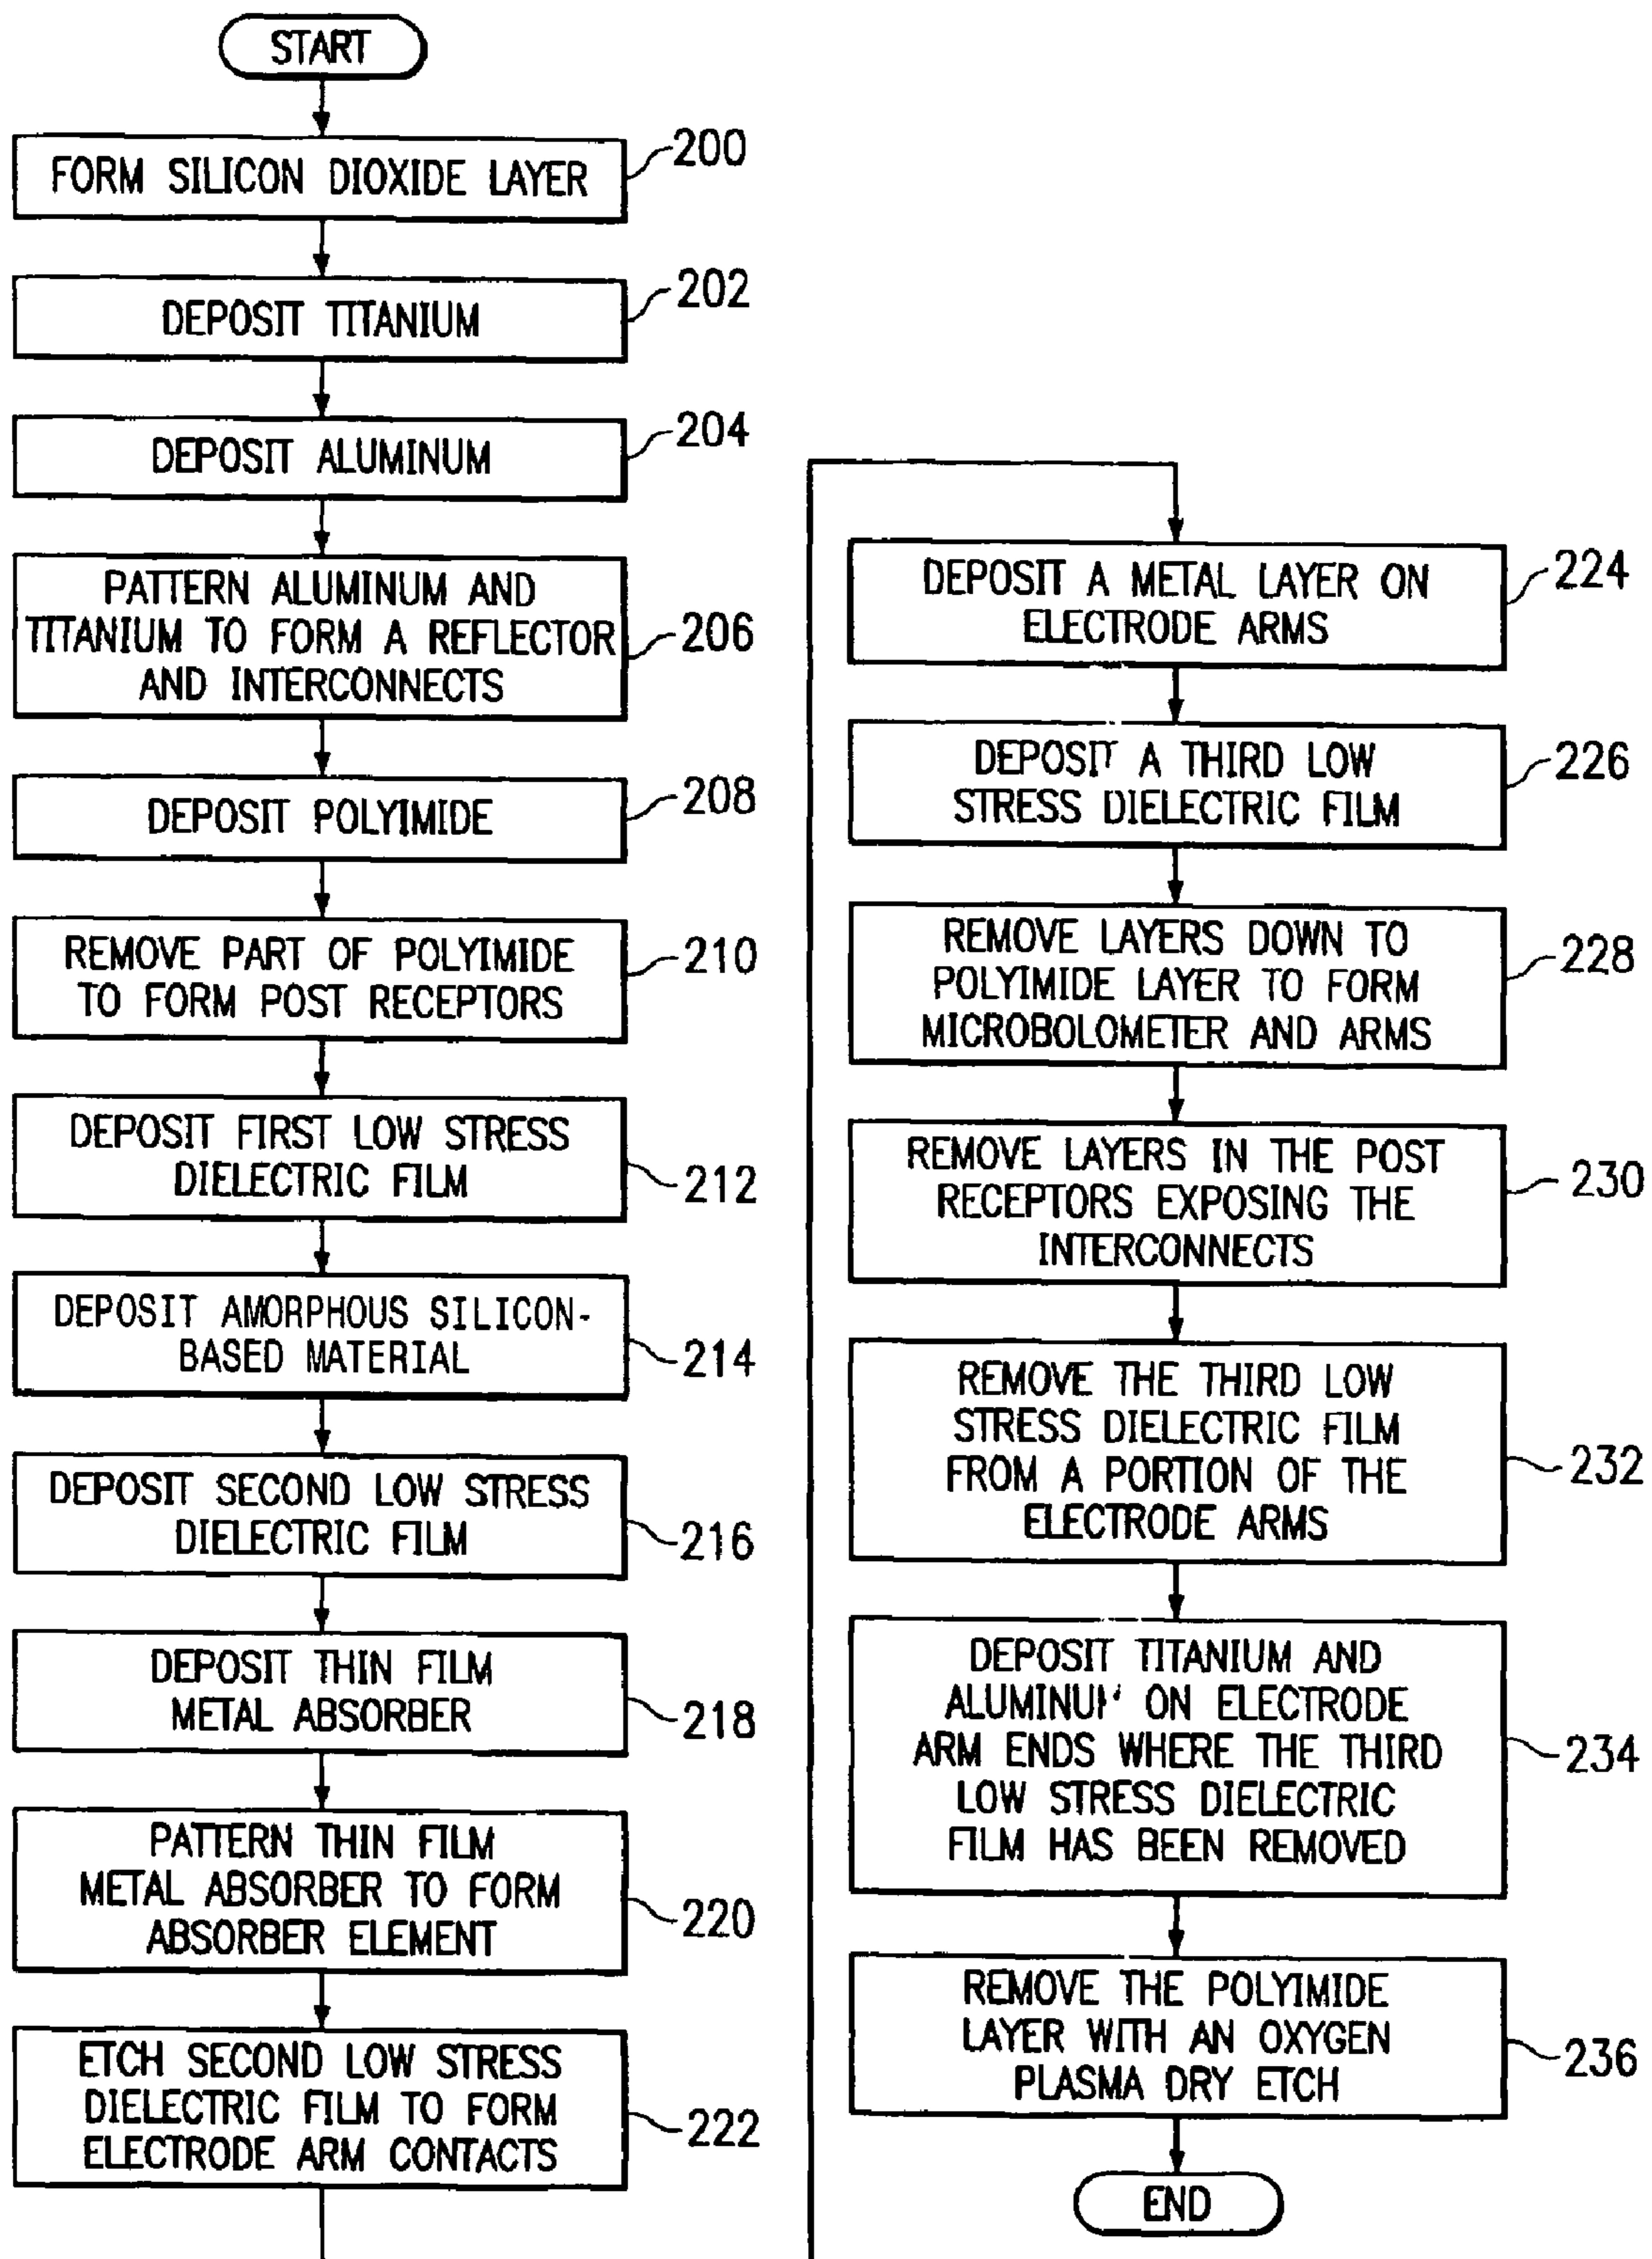 START
FORM SILICON DIOXIDE LAYER
200
DEPOSIT TITANIUM
202
DEPOSIT ALUMINUM
204
PATTERN ALUMINUM AND
TITANIUM TO FORM A REFLECTOR
AND INTERCONNECTS
206
DEPOSIT POLYIMIDE
208
REMOVE PART OF POLYIMIDE
TO FORM POST RECEPTORS
210
DEPOSIT FIRST LOW STRESS
DIELECTRIC FILM
212
DEPOSIT AMORPHOUS SILICON-
BASED MATERIAL
214
DEPOSIT SECOND LOW STRESS
DIELECTRIC FILM
216
DEPOSIT THIN FILM
METAL ABSORBER
218
PATTERN THIN FILM
METAL ABSORBER TO FORM
ABSORBER ELEMENT
220
ETCH SECOND LOW STRESS
DIELECTRIC FILM TO FORM
ELECTRODE ARM CONTACTS
222
DEPOSIT A METAL LAYER ON
ELECTRODE ARMS
224
DEPOSIT A THIRD LOW
STRESS DIELECTRIC FILM
226
REMOVE LAYERS DOWN TO
POLYIMIDE LAYER TO FORM
MICROBOLOMETER AND ARMS
228
REMOVE LAYERS IN THE POST
RECEPTORS EXPOSING THE
INTERCONNECTS
230
REMOVE THE THIRD LOW
STRESS DIELECTRIC FILM
FROM A PORTION OF THE
ELECTRODE ARMS
232
DEPOSIT TITANIUM AND
ALUMINUM ON ELECTRODE
ARM ENDS WHERE THE THIRD
LOW STRESS DIELECTRIC
FILM HAS BEEN REMOVED
234
REMOVE THE POLYIMIDE
LAYER WITH AN OXYGEN
PLASMA DRY ETCH
236
END